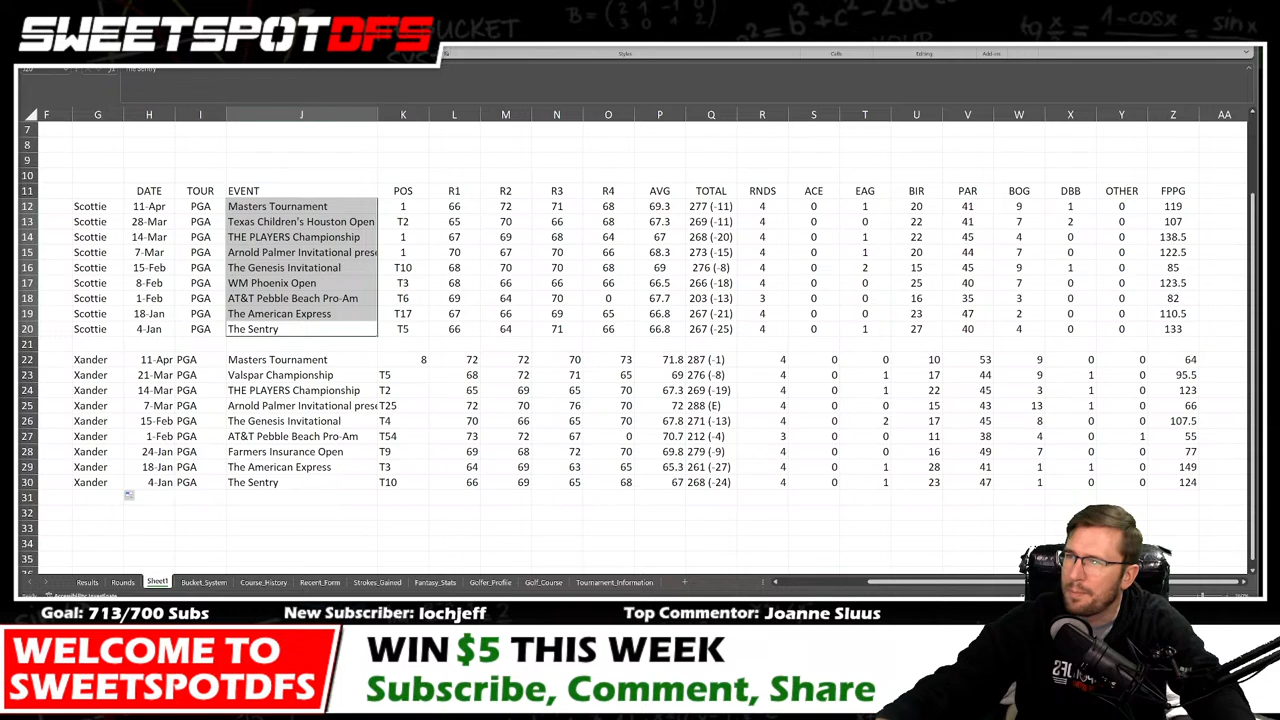 SWEETSPOTDFS
Styles Cells Editing Add-ins
F G H I J K L M N O P Q R S T U V W X Y Z AA
7
8
9
10
11 DATE TOUR EVENT POS R1 R2 R3 R4 AVG TOTAL RNDS ACE EAG BIR PAR BOG DBB OTHER FPPG
12 Scottie 11-Apr PGA Masters Tournament 1 66 72 71 68 69.3 277 (-11) 4 0 1 20 41 9 1 0 119
13 Scottie 28-Mar PGA Texas Children's Houston Open T2 65 70 66 68 67.3 269 (-11) 4 0 0 22 41 7 2 0 107
14 Scottie 14-Mar PGA THE PLAYERS Championship 1 67 69 68 64 67 268 (-20) 4 0 1 22 45 4 0 0 138.5
15 Scottie 7-Mar PGA Arnold Palmer Invitational prese 1 70 67 70 66 68.3 273 (-15) 4 0 1 20 44 7 0 0 122.5
16 Scottie 15-Feb PGA The Genesis Invitational T10 68 70 70 68 69 276 (-8) 4 0 2 15 45 9 1 0 85
17 Scottie 8-Feb PGA WM Phoenix Open T3 68 66 66 66 66.5 266 (-18) 4 0 0 25 40 7 0 0 123.5
18 Scottie 1-Feb PGA AT&T Pebble Beach Pro-Am T6 69 64 70 0 67.7 203 (-13) 3 0 0 16 35 3 0 0 82
19 Scottie 18-Jan PGA The American Express T17 68 69 65 66.8 267 (-21) 4 0 0 23 47 2 0 0 110.5
20 Scottie 4-Jan PGA The Sentry T5 66 64 71 66 66.8 267 (-25) 4 0 1 27 40 4 0 0 133
21
22 Xander 11-Apr PGA Masters Tournament 8 72 72 70 73 71.8 287 (-1) 4 0 0 10 53 9 0 0 64
23 Xander 21-Mar PGA Valspar Championship T5 68 72 71 65 69 276 (-8) 4 0 1 17 44 9 1 0 95.5
24 Xander 14-Mar PGA THE PLAYERS Championship T2 65 69 65 70 67.3 269 (-19) 4 0 1 22 45 3 1 0 123
25 Xander 7-Mar PGA Arnold Palmer Invitational prese T25 72 70 76 70 72 288 (E) 4 0 0 15 43 13 1 0 66
26 Xander 15-Feb PGA The Genesis Invitational T4 70 66 65 70 67.8 271 (-13) 4 0 2 17 45 8 0 0 107.5
27 Xander 1-Feb PGA AT&T Pebble Beach Pro-Am T54 73 72 67 0 70.7 212 (-4) 3 0 0 11 38 4 0 1 55
28 Xander 24-Jan PGA Farmers Insurance Open T9 69 68 72 70 69.8 279 (-9) 4 0 0 16 49 7 0 0 77
29 Xander 18-Jan PGA The American Express T3 64 69 63 65 65.3 261 (-27) 4 0 1 28 41 1 1 0 149
30 Xander 4-Jan PGA The Sentry T10 66 69 65 68 67 268 (-24) 4 0 1 23 47 1 0 0 124
31
32
33
34
35
Results Rounds Sheet1 Bucket_System Course_History Recent_Form Strokes_Gained Fantasy_Stats Golfer_Profile Golf_Course Tournament_Information
Goal: 713/700 Subs New Subscriber: lochjeff Top Commentor: Joanne Sluus
WELCOME TO
SWEETSPOTDFS
WIN $5 THIS WEEK
Subscribe, Comment, Share